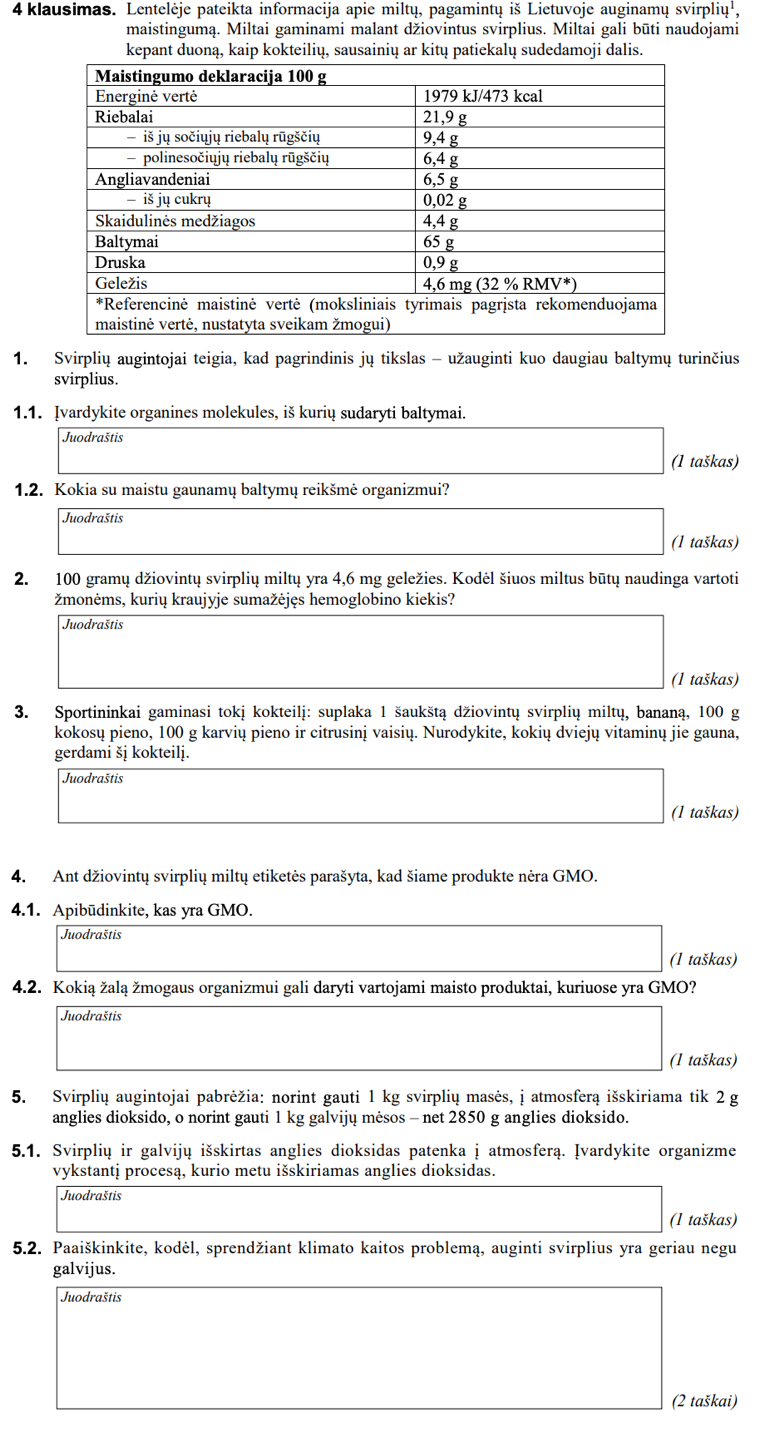 4 klausimas. Lentelėje pateikta informacija apie miltų, pagamintų iš Lietuvoje auginamų svirplių¹,
maistingumą. Miltai gaminami malant džiovintus svirplius. Miltai gali būti naudojami
kepant duoną, kaip kokteilių, sausainių ar kitų patiekalų sudedamoji dalis.
Maistingumo deklaracija 100 g
Energinė vertė 1979 kJ/473 kcal
Riebalai 21,9 g
– iš jų sočiųjų riebalų rūgščių 9,4 g
– polinesočiųjų riebalų rūgščių 6,4 g
Angliavandeniai 6,5 g
– iš jų cukrų 0,02 g
Skaidulinės medžiagos 4,4 g
Baltymai 65 g
Druska 0,9 g
Geležis 4,6 mg (32 % RMV*)
*Referencinė maistinė vertė (moksliniais tyrimais pagrįsta rekomenduojama
maistinė vertė, nustatyta sveikam žmogui)
1. Svirplių augintojai teigia, kad pagrindinis jų tikslas – užauginti kuo daugiau baltymų turinčius
svirplius.
1.1. Įvardykite organines molekules, iš kurių sudaryti baltymai.
Juodraštis
(1 taškas)
1.2. Kokia su maistu gaunamų baltymų reikšmė organizmui?
Juodraštis
(1 taškas)
2. 100 gramų džiovintų svirplių miltų yra 4,6 mg geležies. Kodėl šiuos miltus būtų naudinga vartoti
žmonėms, kurių kraujyje sumažėjęs hemoglobino kiekis?
Juodraštis
(1 taškas)
3. Sportininkai gaminasi tokį kokteilį: suplaka 1 šaukštą džiovintų svirplių miltų, bananą, 100 g
kokosų pieno, 100 g karvių pieno ir citrusinį vaisių. Nurodykite, kokių dviejų vitaminų jie gauna,
gerdami šį kokteilį.
Juodraštis
(1 taškas)
4. Ant džiovintų svirplių miltų etiketės parašyta, kad šiame produkte nėra GMO.
4.1. Apibūdinkite, kas yra GMO.
Juodraštis
(1 taškas)
4.2. Kokią žalą žmogaus organizmui gali daryti vartojami maisto produktai, kuriuose yra GMO?
Juodraštis
(1 taškas)
5. Svirplių augintojai pabrėžia: norint gauti 1 kg svirplių masės, į atmosferą išskiriama tik 2 g
anglies dioksido, o norint gauti 1 kg galvijų mėsos – net 2850 g anglies dioksido.
5.1. Svirplių ir galvijų išskirtas anglies dioksidas patenka į atmosferą. Įvardykite organizme
vykstantį procesą, kurio metu išskiriamas anglies dioksidas.
Juodraštis
(1 taškas)
5.2. Paaiškinkite, kodėl, sprendžiant klimato kaitos problemą, auginti svirplius yra geriau negu
galvijus.
Juodraštis
(2 taškai)